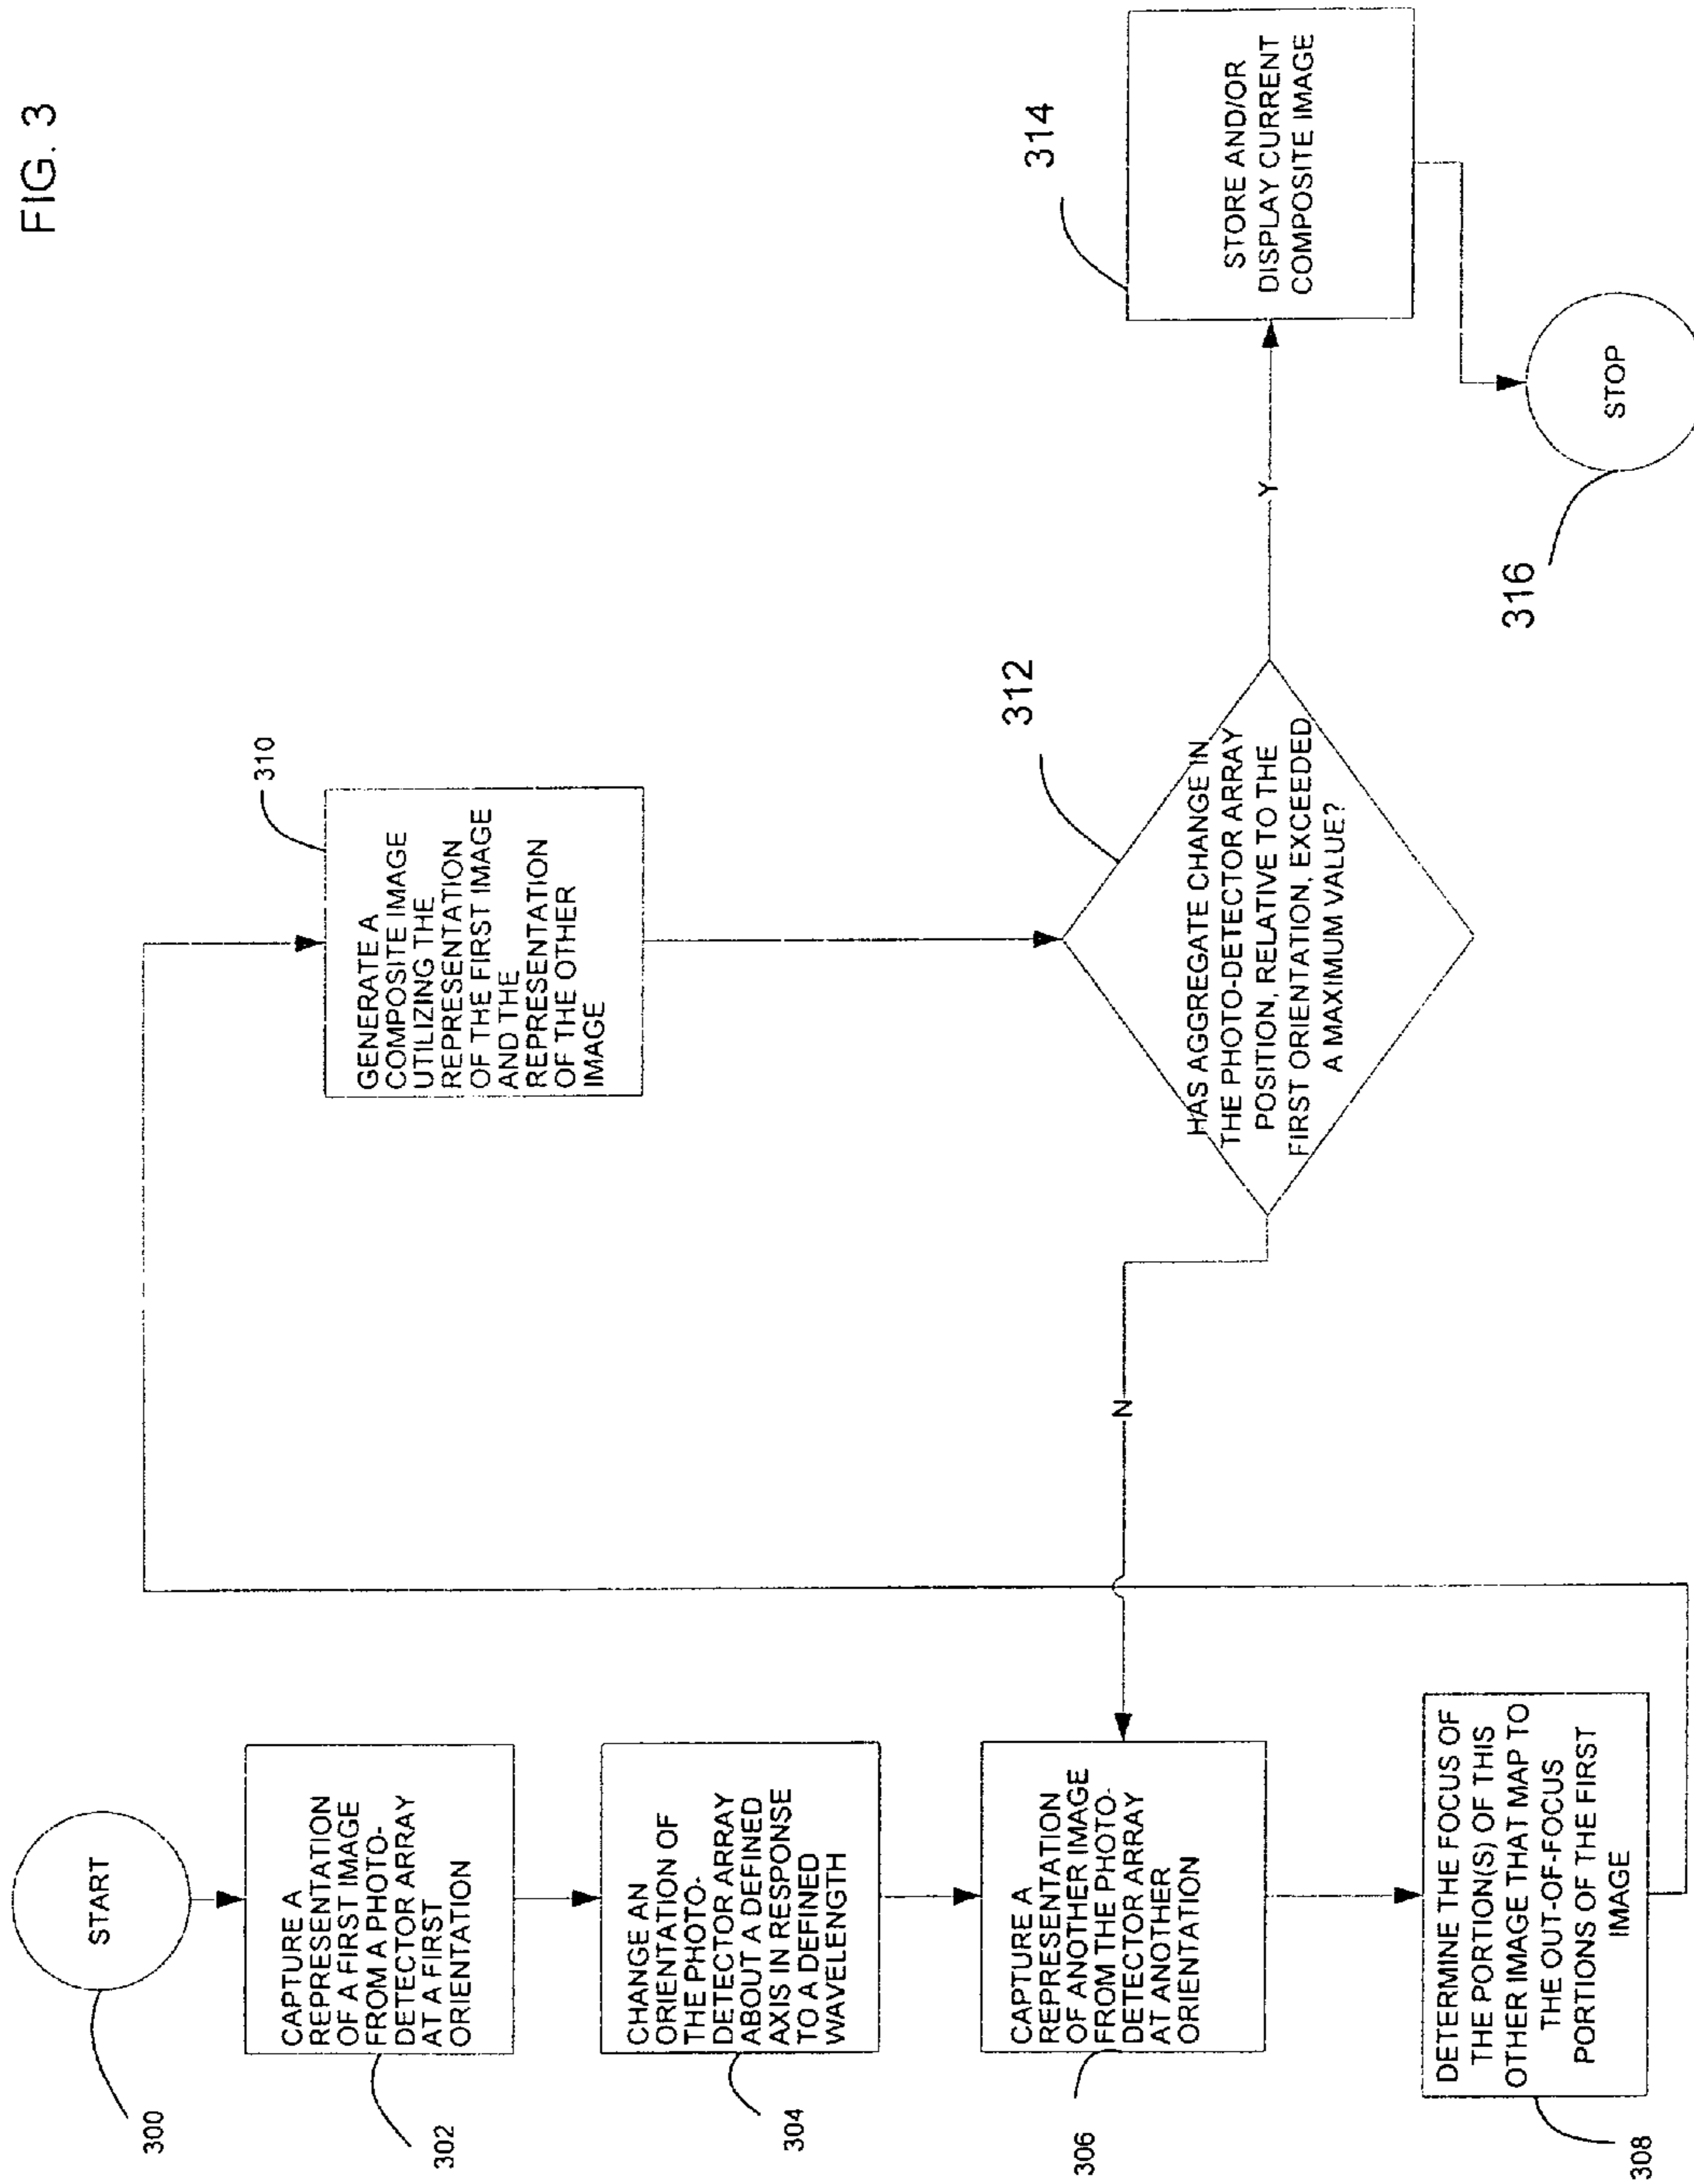 FIG. 3
START
300
CAPTURE A
REPRESENTATION
OF A FIRST IMAGE
FROM A PHOTO-
DETECTOR ARRAY
AT A FIRST
ORIENTATION
302
CHANGE AN
ORIENTATION OF
THE PHOTO-
DETECTOR ARRAY
ABOUT A DEFINED
AXIS IN RESPONSE
TO A DEFINED
WAVELENGTH
304
CAPTURE A
REPRESENTATION
OF ANOTHER IMAGE
FROM THE PHOTO-
DETECTOR ARRAY
AT ANOTHER
ORIENTATION
306
DETERMINE THE FOCUS OF
THE PORTION(S) OF THIS
OTHER IMAGE THAT MAP TO
THE OUT-OF-FOCUS
PORTIONS OF THE FIRST
IMAGE
308
310
GENERATE A
COMPOSITE IMAGE
UTILIZING THE
REPRESENTATION
OF THE FIRST IMAGE
AND THE
REPRESENTATION
OF THE OTHER
IMAGE
312
HAS AGGREGATE CHANGE IN
THE PHOTO-DETECTOR ARRAY
POSITION, RELATIVE TO THE
FIRST ORIENTATION, EXCEEDED
A MAXIMUM VALUE?
N
Y
314
STORE AND/OR
DISPLAY CURRENT
COMPOSITE IMAGE
STOP
316